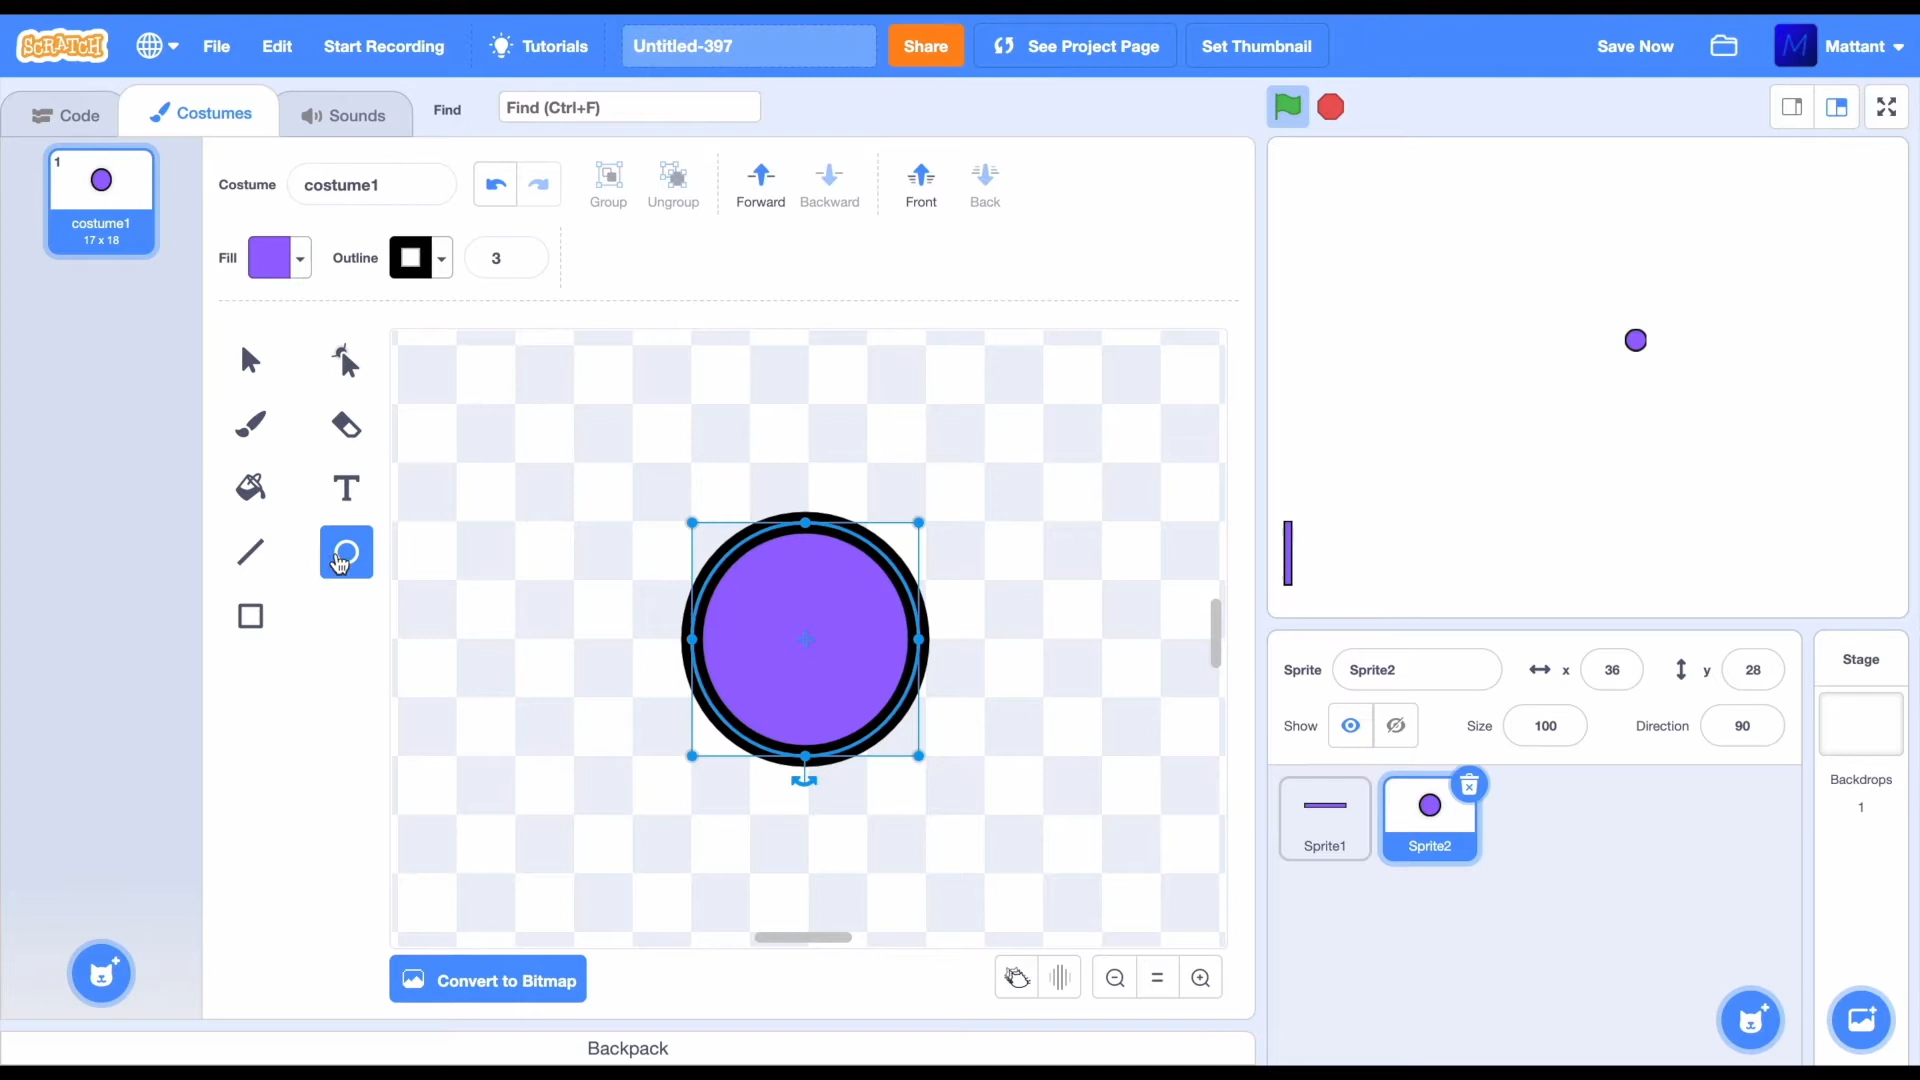 SCRATCH File Edit Start Recording Tutorials Untitled-397 Share See Project Page Set Thumbnail Save Now M Mattant
Code Costumes Sounds Find Find (Ctrl+F)
1
costume1
17 x 18
Costume costume1 Group Ungroup Forward Backward Front Back
Fill Outline 3
T
Convert to Bitmap
Backpack
Sprite Sprite2 x 36 y 28
Show Size 100 Direction 90
Sprite1
Sprite2
Stage
Backdrops
1